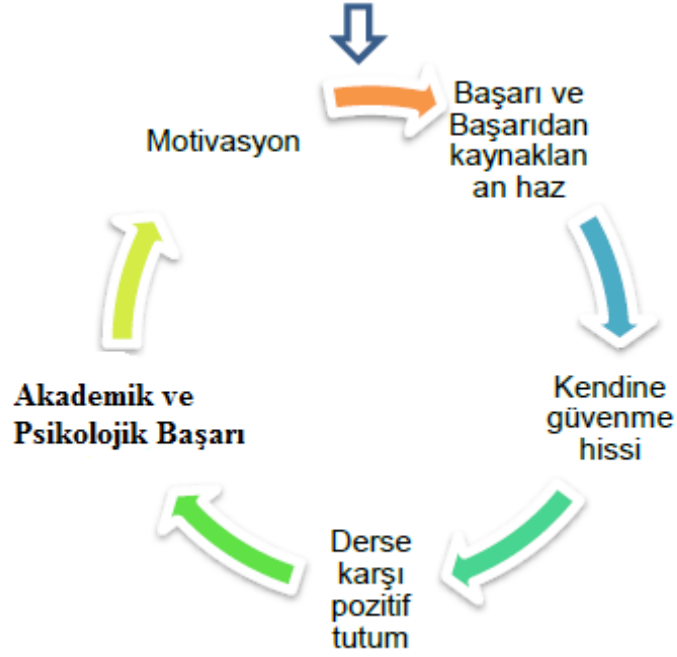 Motivasyon
Başarı ve
Başarıdan
kaynaklan
an haz
Kendine
güvenme
hissi
Derse
karşı
pozitif
tutum
Akademik ve
Psikolojik Başarı